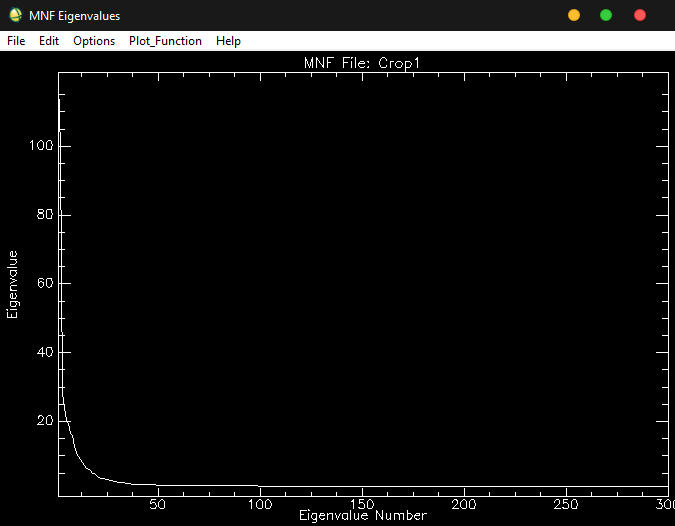 MNF Eigenvalues
File Edit Options Plot_Function Help
MNF File: Crop1
100
80
60
40
20
Eigenvalue
50 100 150 200 250 300
Eigenvalue Number